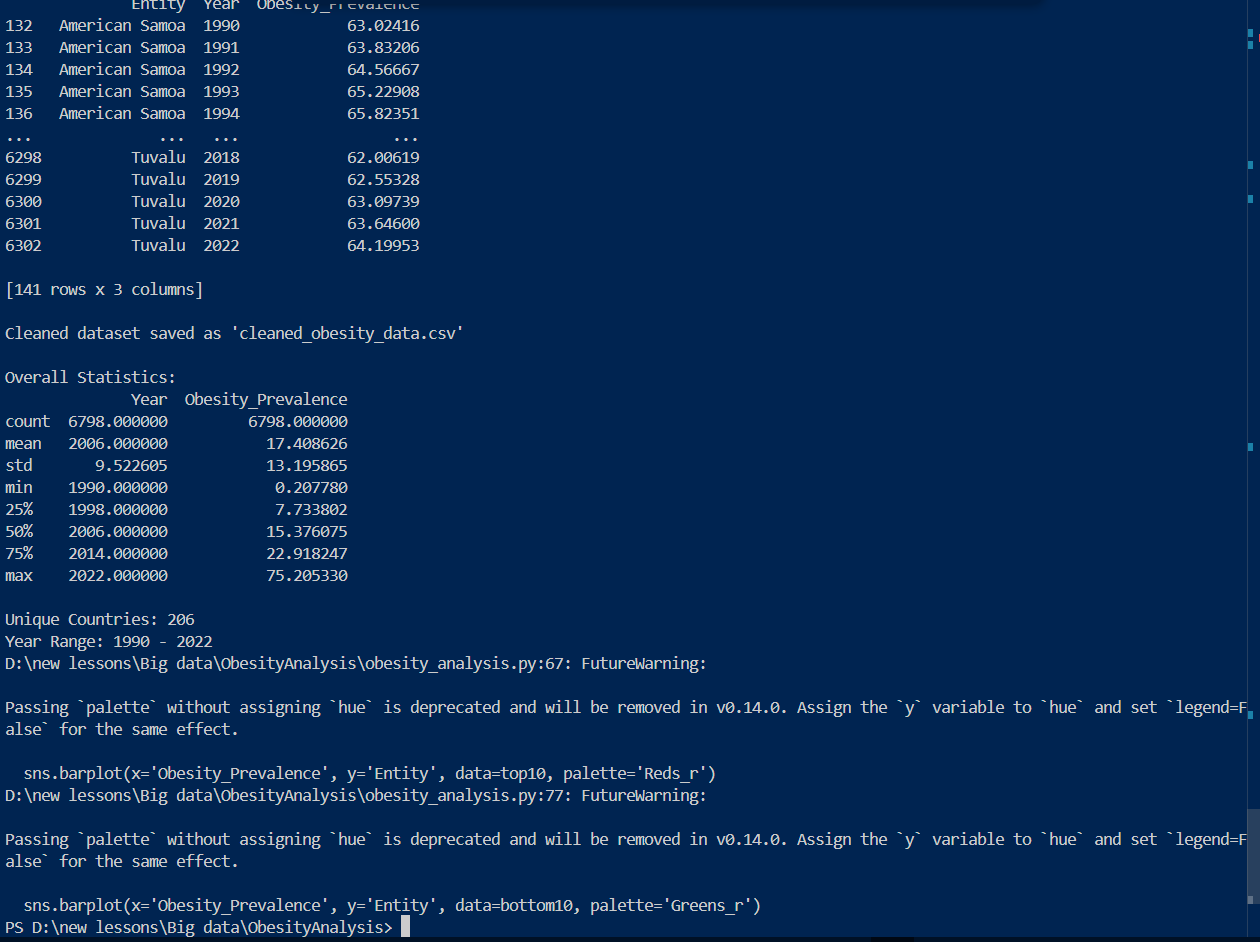 Entity Year Obesity_Prevalence
132 American Samoa 1990 63.02416
133 American Samoa 1991 63.83206
134 American Samoa 1992 64.56667
135 American Samoa 1993 65.22908
136 American Samoa 1994 65.82351
... ... ... ...
6298 Tuvalu 2018 62.00619
6299 Tuvalu 2019 62.55328
6300 Tuvalu 2020 63.09739
6301 Tuvalu 2021 63.64600
6302 Tuvalu 2022 64.19953
[141 rows x 3 columns]
Cleaned dataset saved as 'cleaned_obesity_data.csv'
Overall Statistics:
Year Obesity_Prevalence
count 6798.000000 6798.000000
mean 2006.000000 17.408626
std 9.522605 13.195865
min 1990.000000 0.207780
25% 1998.000000 7.733802
50% 2006.000000 15.376075
75% 2014.000000 22.918247
max 2022.000000 75.205330
Unique Countries: 206
Year Range: 1990 - 2022
D:\new lessons\Big data\ObesityAnalysis\obesity_analysis.py:67: FutureWarning:
Passing `palette` without assigning `hue` is deprecated and will be removed in v0.14.0. Assign the `y` variable to `hue` and set `legend=F
alse` for the same effect.
sns.barplot(x='Obesity_Prevalence', y='Entity', data=top10, palette='Reds_r')
D:\new lessons\Big data\ObesityAnalysis\obesity_analysis.py:77: FutureWarning:
Passing `palette` without assigning `hue` is deprecated and will be removed in v0.14.0. Assign the `y` variable to `hue` and set `legend=F
alse` for the same effect.
sns.barplot(x='Obesity_Prevalence', y='Entity', data=bottom10, palette='Greens_r')
PS D:\new lessons\Big data\ObesityAnalysis>